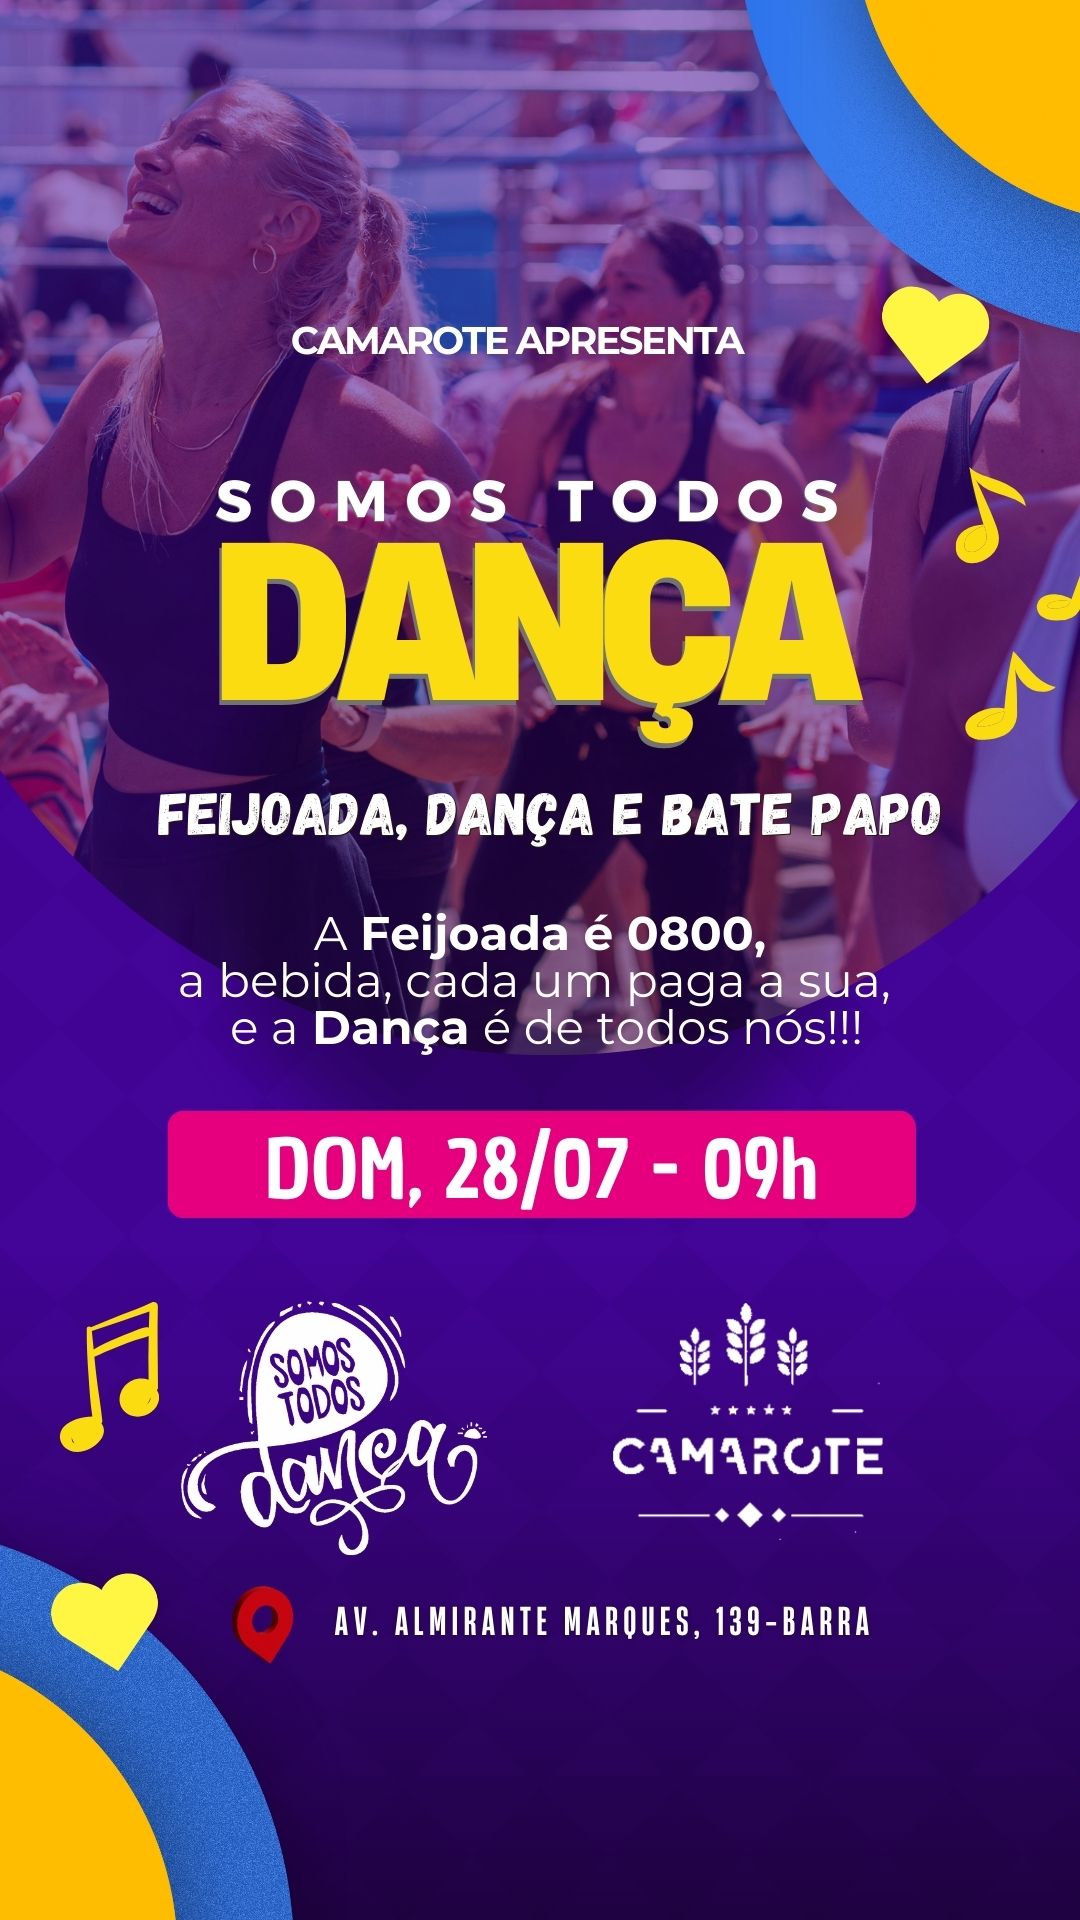 CAMAROTE APRESENTA
SOMOS TODOS
DANÇA
FEIJOADA, DANÇA E BATE PAPO
A Feijoada é 0800,
a bebida, cada um paga a sua,
e a Dança é de todos nós!!!
DOM, 28/07 - 09h
SOMOS
TODOS
dança
CAMAROTE
AV. ALMIRANTE MARQUES, 139-BARRA